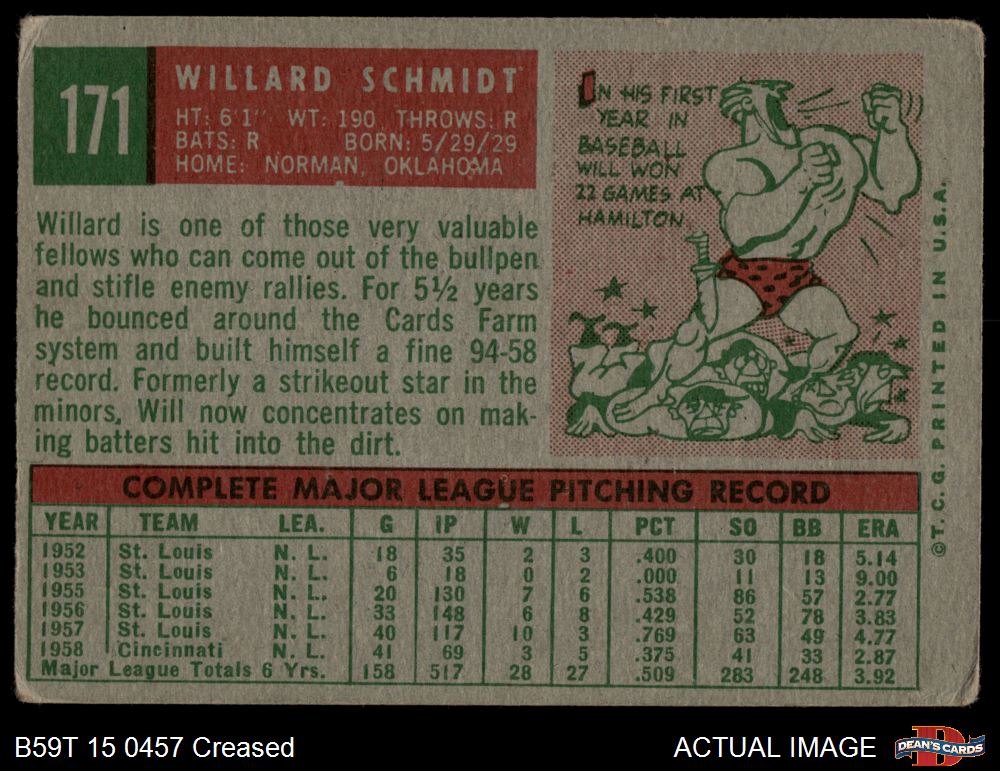 171
WILLARD SCHMIDT
HT: 6'1" WT: 190 THROWS: R
BATS: R BORN: 5/29/29
HOME: NORMAN, OKLAHOMA
IN HIS FIRST
YEAR IN
BASEBALL
WILL WON
22 GAMES AT
HAMILTON
Willard is one of those very valuable
fellows who can come out of the bullpen
and stifle enemy rallies. For 5½ years
he bounced around the Cards Farm
system and built himself a fine 94-58
record. Formerly a strikeout star in the
minors, Will now concentrates on mak-
ing batters hit into the dirt.
COMPLETE MAJOR LEAGUE PITCHING RECORD
YEAR TEAM LEA. G IP W L PCT SO BB ERA
1952 St. Louis N. L. 18 35 2 3 .400 30 18 5.14
1953 St. Louis N. L. 6 18 0 2 .000 11 13 9.00
1955 St. Louis N. L. 20 130 7 6 .538 86 57 2.77
1956 St. Louis N. L. 33 148 6 8 .429 52 78 3.83
1957 St. Louis N. L. 40 117 10 3 .769 63 49 4.77
1958 Cincinnati N. L. 41 69 3 5 .375 41 33 2.87
Major League Totals 6 Yrs. 158 517 28 27 .509 283 248 3.92
©T. C. G. PRINTED IN U.S.A.
B59T 15 0457 Creased
ACTUAL IMAGE
DEAN'S CARDS